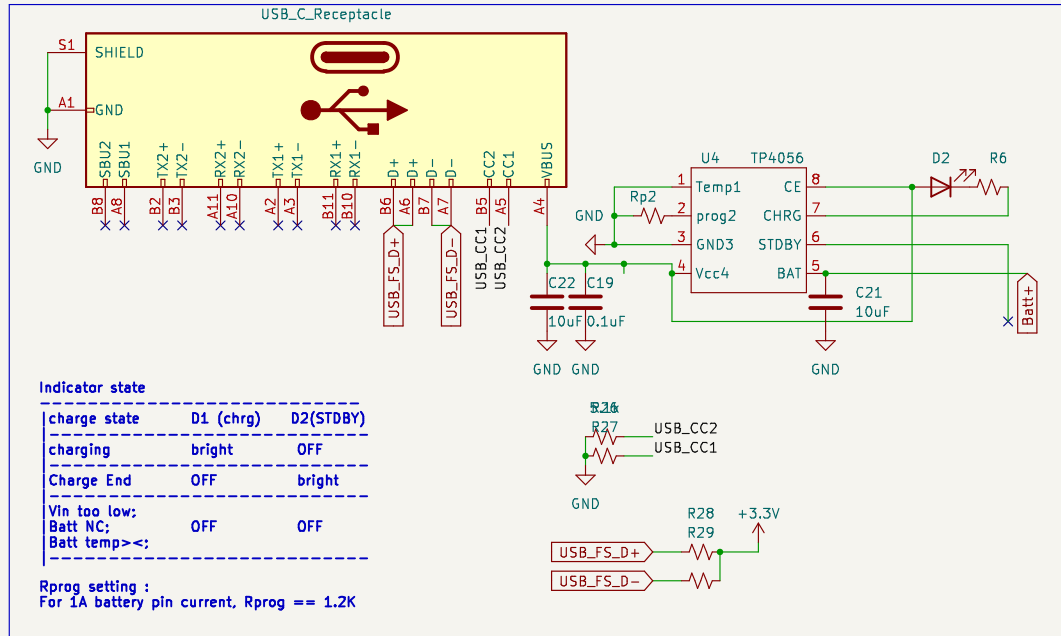 USB_C_Receptacle
S1
SHIELD
A1
GND
GND
SBU2
SBU1
TX2+
TX2-
RX2+
RX2-
TX1+
TX1-
RX1+
RX1-
D+
D+
D-
D-
CC2
CC1
VBUS
B8
A8
B2
B3
A11
A10
A2
A3
B11
B10
B6
A6
B7
A7
B5
A5
A4
USB_FS_D+
USB_FS_D-
USB_CC1
USB_CC2
U4
TP4056
1
Temp1
2
prog2
3
GND3
4
Vcc4
CE
8
CHRG
7
STDBY
6
BAT
5
Rp2
GND
D2
R6
C22
10uF
C19
0.1uF
GND
GND
C21
10uF
GND
Batt+
Indicator state
charge state D1 (chrg) D2(STDBY)
charging bright OFF
Charge End OFF bright
Vin too low;
Batt NC; OFF OFF
Batt temp><;
Rprog setting :
For 1A battery pin current, Rprog == 1.2K
R27
USB_CC2
USB_CC1
GND
R28
R29
+3.3V
USB_FS_D+
USB_FS_D-